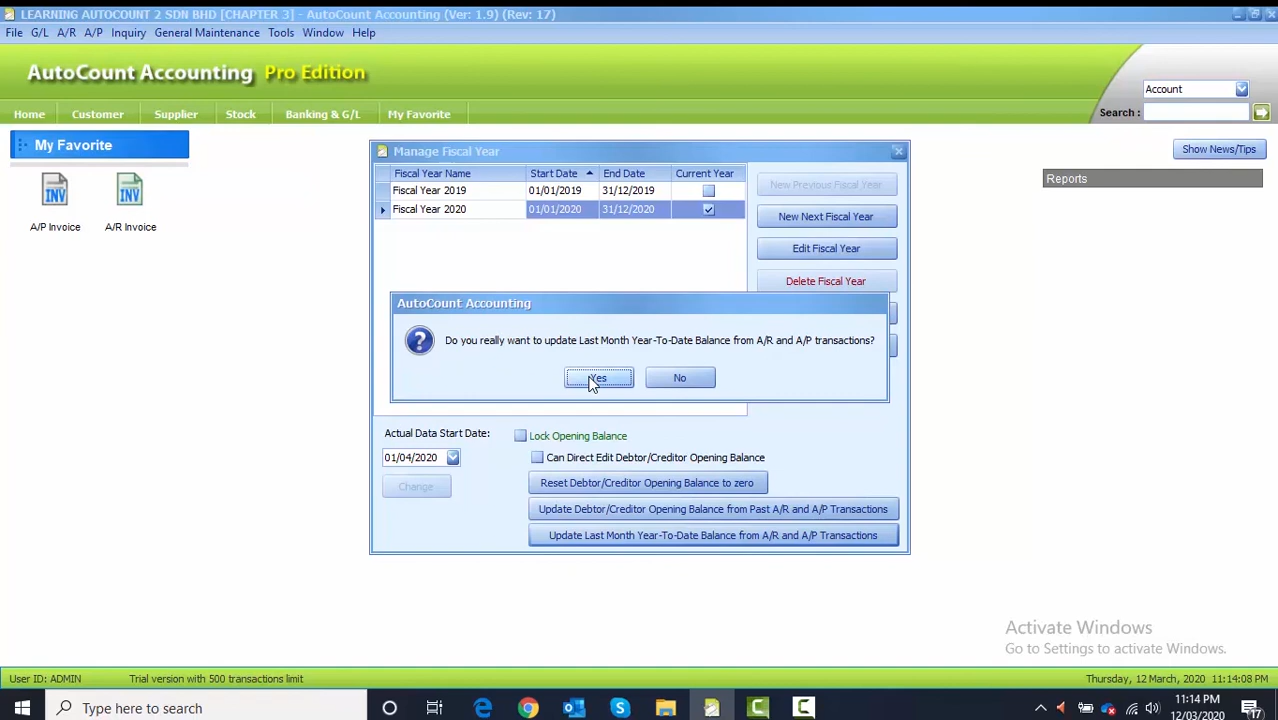 LEARNING AUTOCOUNT 2 SDN BHD [CHAPTER 3] - AutoCount Accounting (Ver: 1.9) (Rev: 17)
File G/L A/R A/P Inquiry General Maintenance Tools Window Help
AutoCount Accounting Pro Edition
Account
Search :
Home Customer Supplier Stock Banking & G/L My Favorite
My Favorite
Show News/Tips
Reports
INV INV
A/P Invoice A/R Invoice
Manage Fiscal Year
Fiscal Year Name Start Date End Date Current Year
Fiscal Year 2019 01/01/2019 31/12/2019
Fiscal Year 2020 01/01/2020 31/12/2020
New Previous Fiscal Year
New Next Fiscal Year
Edit Fiscal Year
Delete Fiscal Year
AutoCount Accounting
Do you really want to update Last Month Year-To-Date Balance from A/R and A/P transactions?
Yes No
Actual Data Start Date:
01/04/2020
Change
Lock Opening Balance
Can Direct Edit Debtor/Creditor Opening Balance
Reset Debtor/Creditor Opening Balance to zero
Update Debtor/Creditor Opening Balance from Past A/R and A/P Transactions
Update Last Month Year-To-Date Balance from A/R and A/P Transactions
Activate Windows
Go to Settings to activate Windows.
User ID: ADMIN Trial version with 500 transactions limit Thursday, 12 March, 2020 11:14:08 PM
Type here to search
11:14 PM
12/03/2020
17